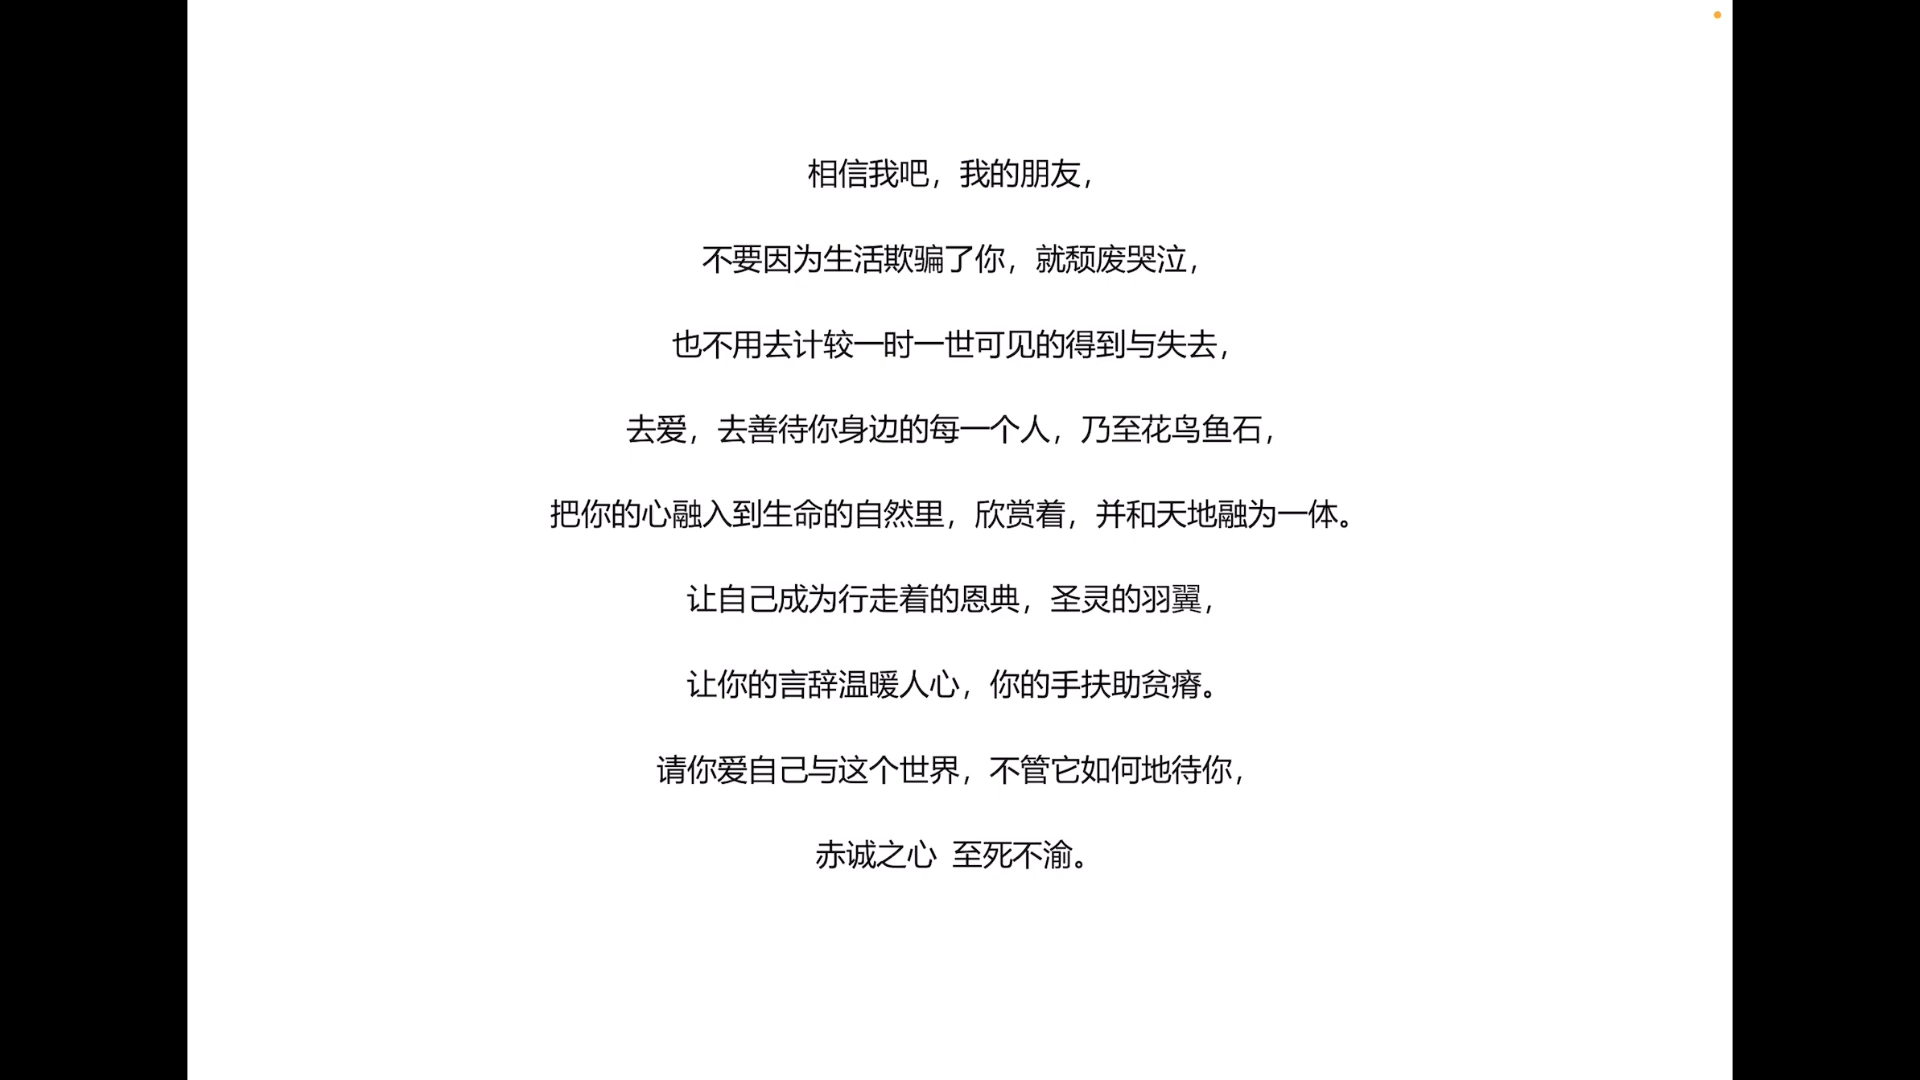 相信我吧，我的朋友，
不要因为生活欺骗了你，就颓废哭泣，
也不用去计较一时一世可见的得到与失去，
去爱，去善待你身边的每一个人，乃至花鸟鱼石，
把你的心融入到生命的自然里，欣赏着，并和天地融为一体。
让自己成为行走着的恩典，圣灵的羽翼，
让你的言辞温暖人心，你的手扶助贫瘠。
请你爱自己与这个世界，不管它如何地待你，
赤诚之心 至死不渝。